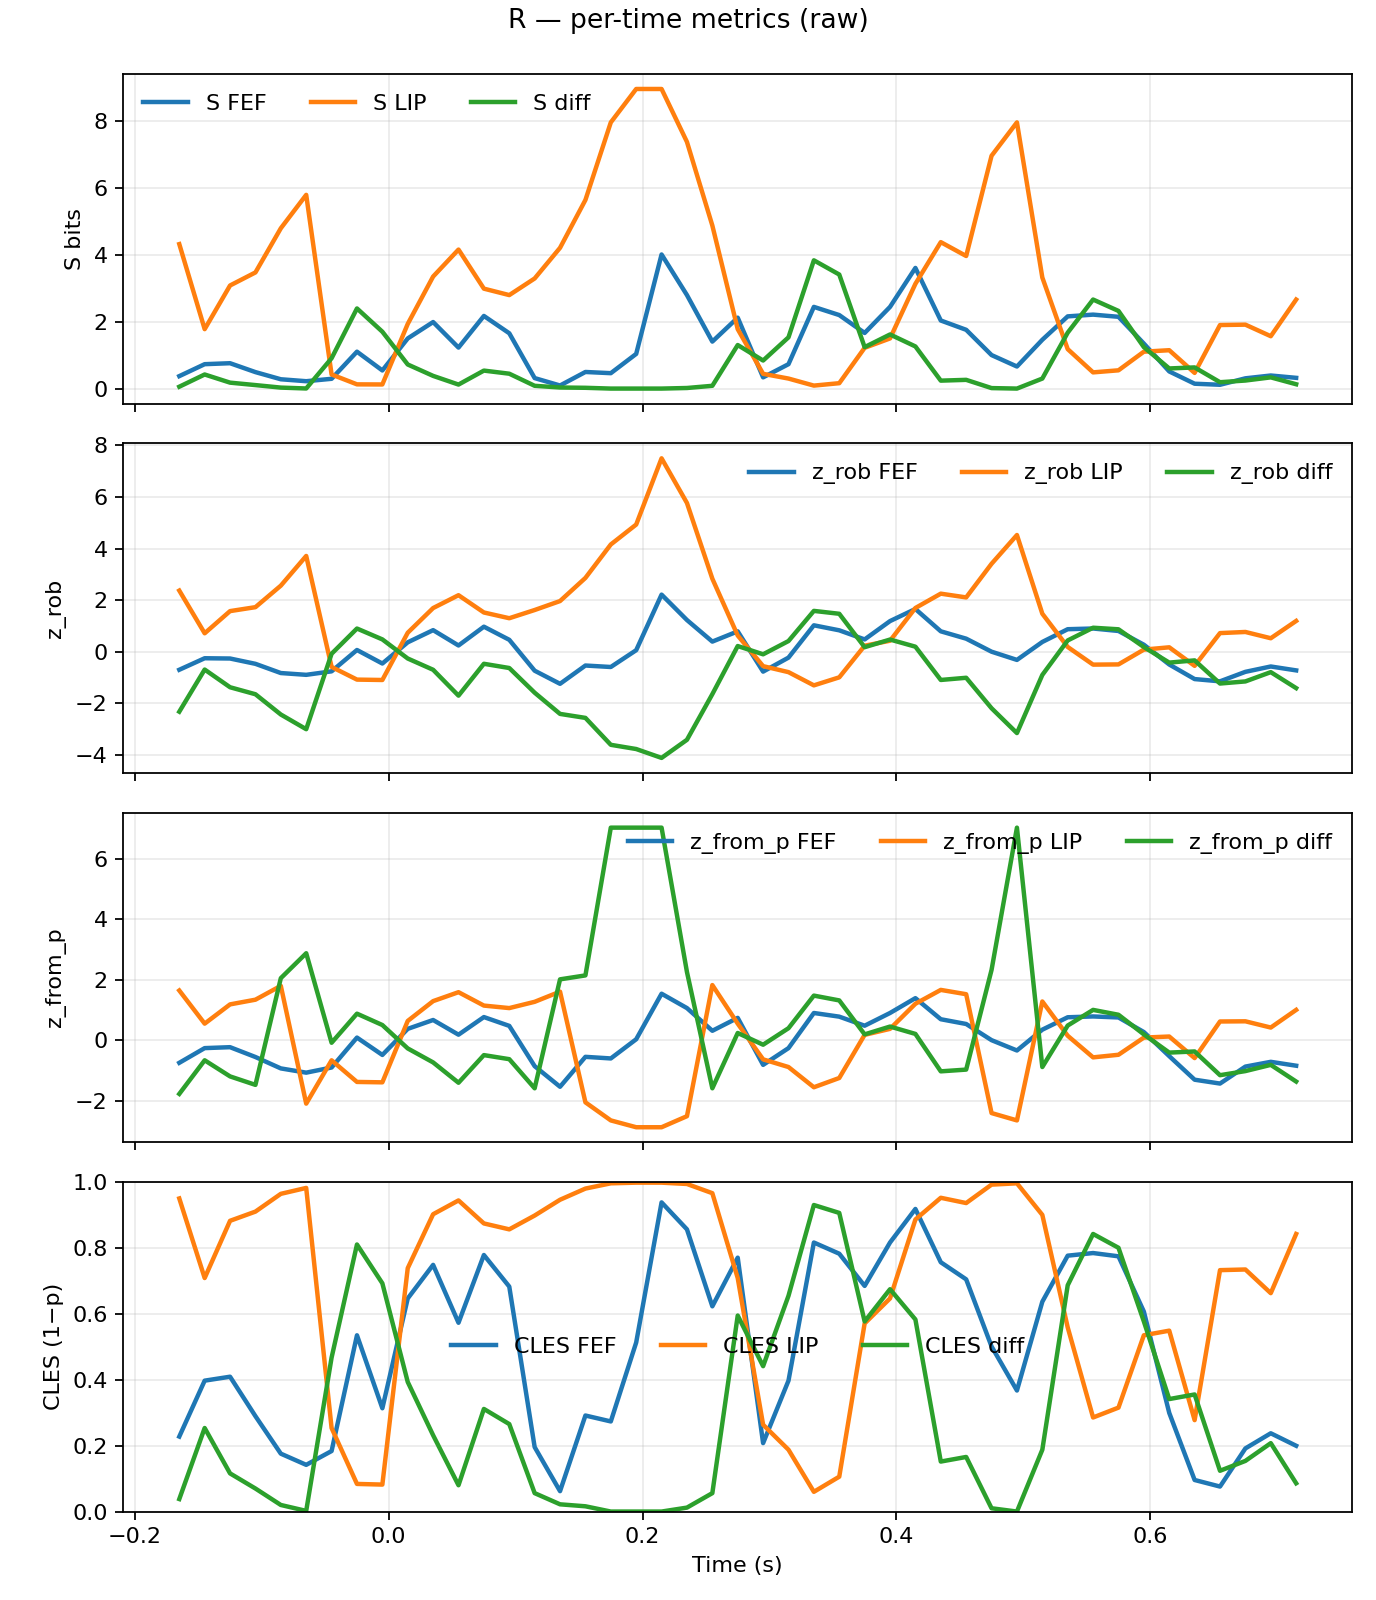 R — per-time metrics (raw)
S FEF S LIP S diff
8
6
4
2
0
S bits
z_rob FEF z_rob LIP z_rob diff
8
6
4
2
0
−2
−4
z_rob
z_from_p FEF z_from_p LIP z_from_p diff
6
4
2
0
−2
z_from_p
1.0
0.8
0.6
0.4
0.2
0.0
CLES (1−p)
CLES FEF CLES LIP CLES diff
−0.2 0.0 0.2 0.4 0.6
Time (s)